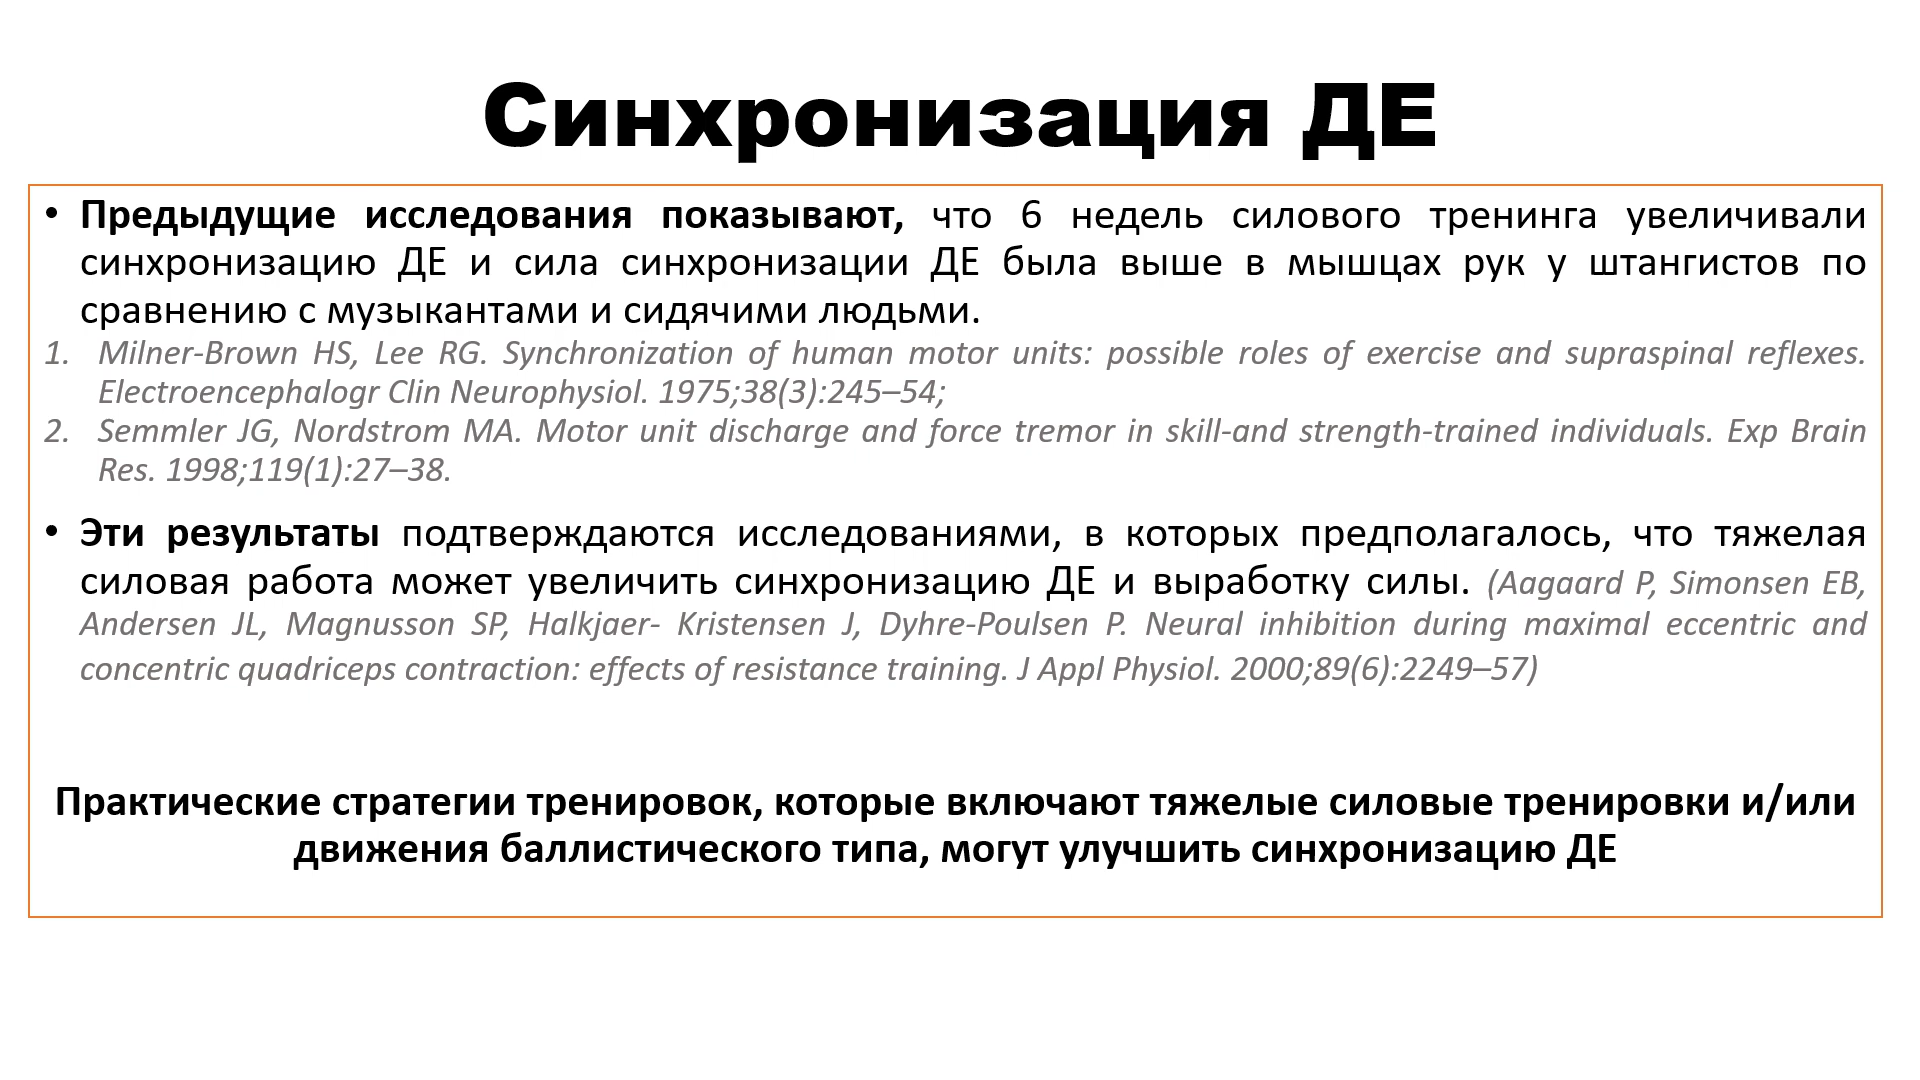 Синхронизация ДЕ
• Предыдущие исследования показывают, что 6 недель силового тренинга увеличивали
синхронизацию ДЕ и сила синхронизации ДЕ была выше в мышцах рук у штангистов по
сравнению с музыкантами и сидячими людьми.
1. Milner-Brown HS, Lee RG. Synchronization of human motor units: possible roles of exercise and supraspinal reflexes.
Electroencephalogr Clin Neurophysiol. 1975;38(3):245–54;
2. Semmler JG, Nordstrom MA. Motor unit discharge and force tremor in skill-and strength-trained individuals. Exp Brain
Res. 1998;119(1):27–38.
• Эти результаты подтверждаются исследованиями, в которых предполагалось, что тяжелая
силовая работа может увеличить синхронизацию ДЕ и выработку силы. (Aagaard P, Simonsen EB,
Andersen JL, Magnusson SP, Halkjaer- Kristensen J, Dyhre-Poulsen P. Neural inhibition during maximal eccentric and
concentric quadriceps contraction: effects of resistance training. J Appl Physiol. 2000;89(6):2249–57)
Практические стратегии тренировок, которые включают тяжелые силовые тренировки и/или
движения баллистического типа, могут улучшить синхронизацию ДЕ